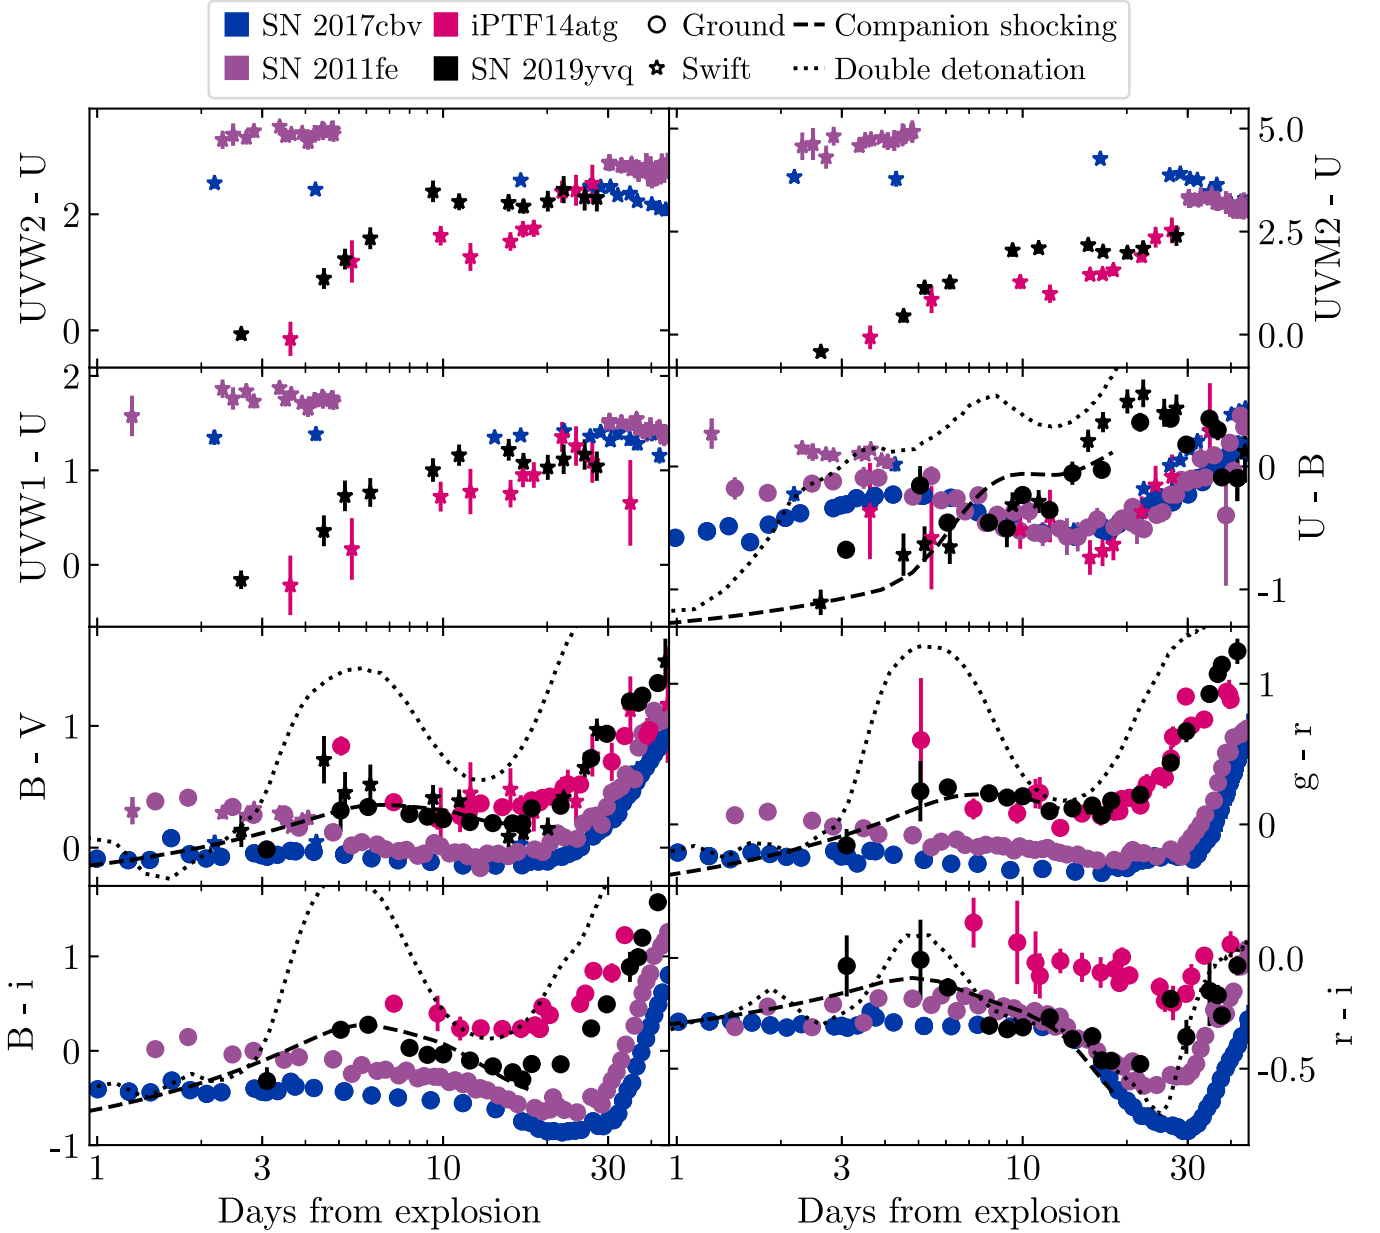 SN 2017cbv iPTF14atg Ground Companion shocking
SN 2011fe SN 2019yvq Swift Double detonation
UVW2 - U
2
0
UVM2 - U
5.0
2.5
0.0
UVW1 - U
2
1
0
U - B
0
-1
B - V
1
0
g - r
1
0
B - i
1
0
-1
r - i
0.0
-0.5
1 3 10 30
1 3 10 30
Days from explosion
Days from explosion